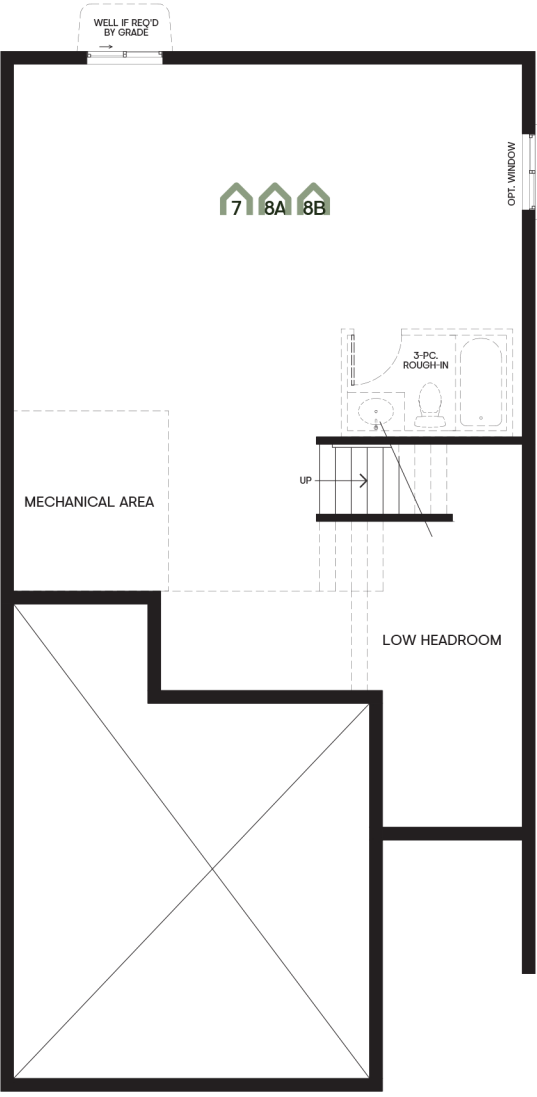 WELL IF REQ'D
BY GRADE
OPT. WINDOW
7 8A 8B
3-PC.
ROUGH-IN
UP
MECHANICAL AREA
LOW HEADROOM